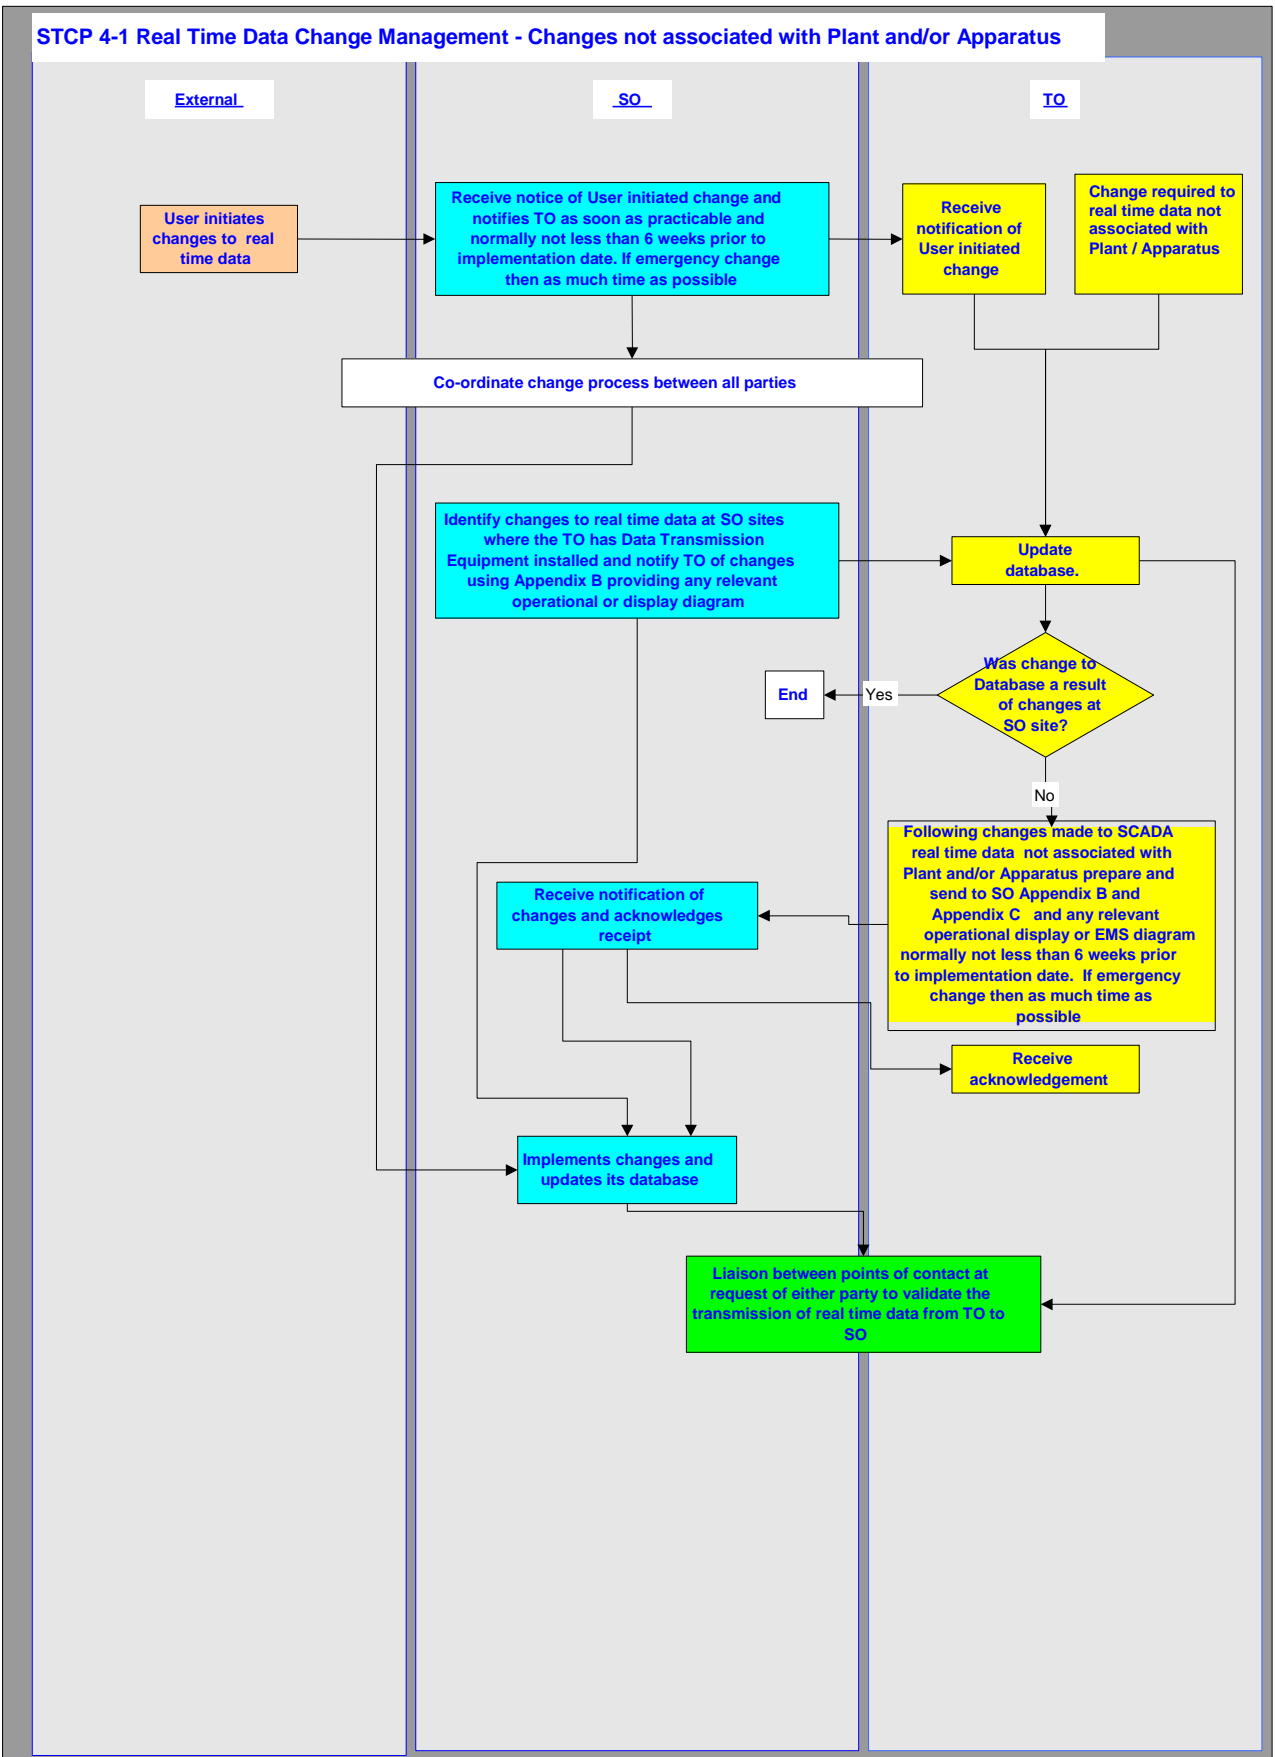 STCP 4-1 Real Time Data Change Management - Changes not associated with Plant and/or Apparatus
External
SO
TO
User initiates
changes to real
time data
Receive notice of User initiated change and
notifies TO as soon as practicable and
normally not less than 6 weeks prior to
implementation date. If emergency change
then as much time as possible
Receive
notification of
User initiated
change
Change required to
real time data not
associated with
Plant / Apparatus
Co-ordinate change process between all parties
Identify changes to real time data at SO sites
where the TO has Data Transmission
Equipment installed and notify TO of changes
using Appendix B providing any relevant
operational or display diagram
Update
database.
Was change to
Database a result
of changes at
SO site?
Yes
End
No
Following changes made to SCADA
real time data not associated with
Plant and/or Apparatus prepare and
send to SO Appendix B and
Appendix C and any relevant
operational display or EMS diagram
normally not less than 6 weeks prior
to implementation date. If emergency
change then as much time as
possible
Receive notification of
changes and acknowledges
receipt
Receive
acknowledgement
Implements changes and
updates its database
Liaison between points of contact at
request of either party to validate the
transmission of real time data from TO to
SO